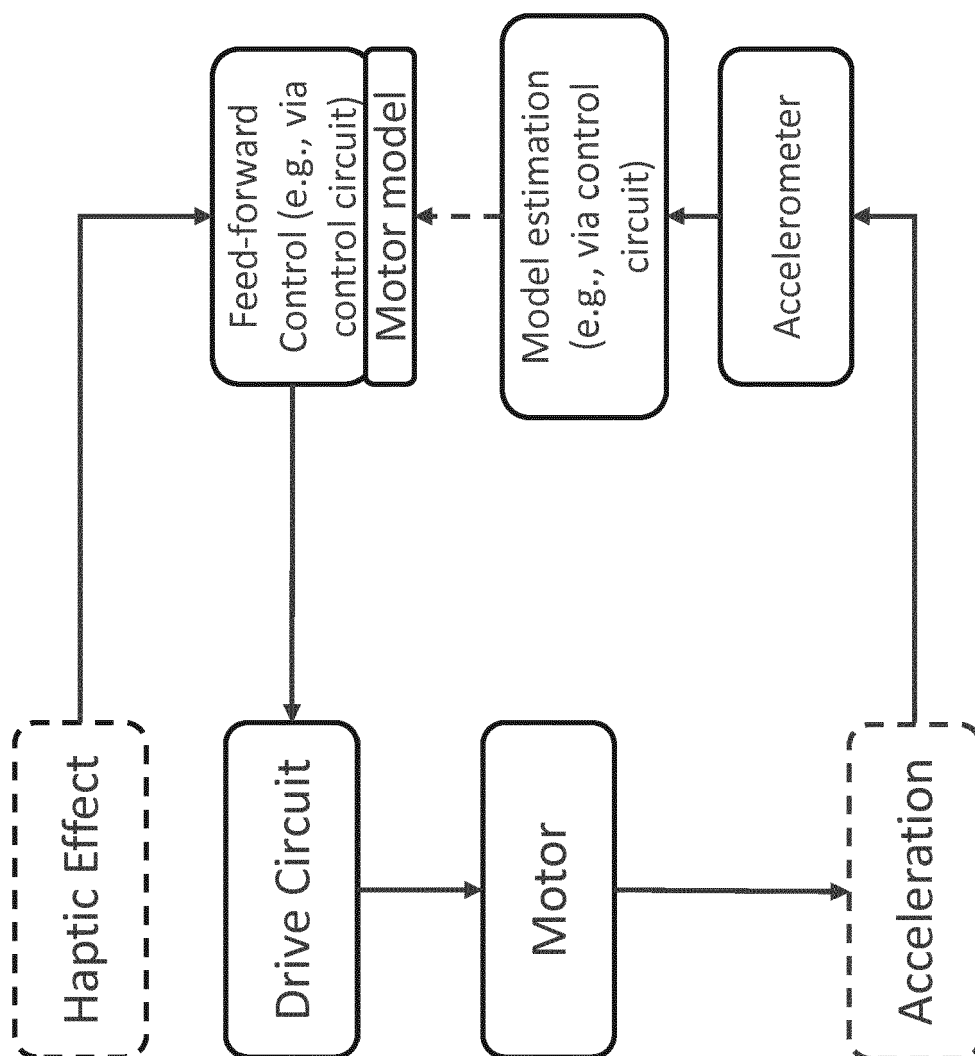 Haptic Effect
Feed-forward
Control (e.g., via
control circuit)
Motor model
Drive Circuit
Model estimation
(e.g., via control
circuit)
Motor
Accelerometer
Acceleration